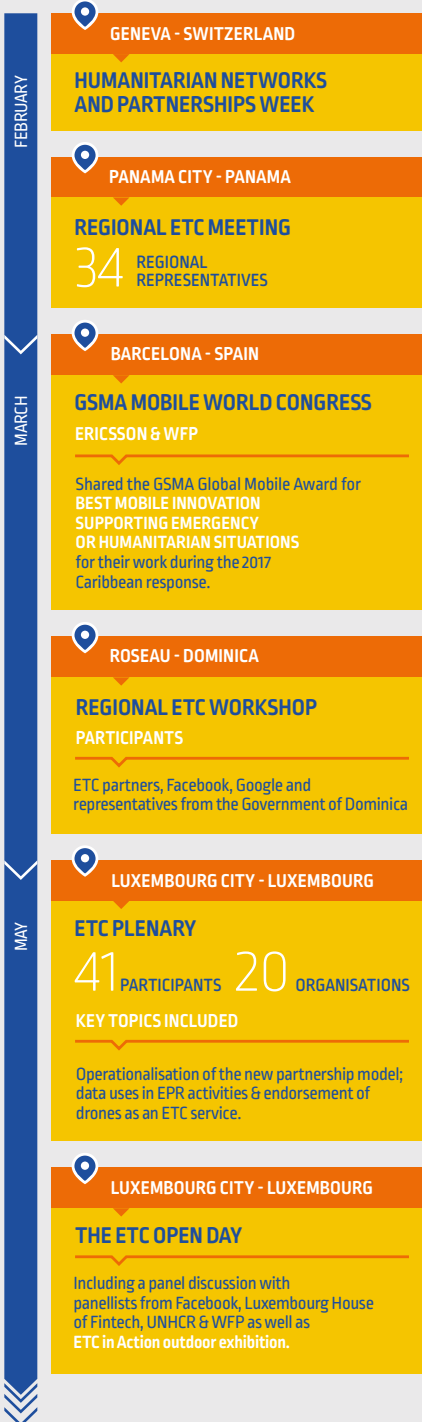 FEBRUARY
GENEVA - SWITZERLAND
HUMANITARIAN NETWORKS
AND PARTNERSHIPS WEEK
PANAMA CITY - PANAMA
REGIONAL ETC MEETING
34 REGIONAL
REPRESENTATIVES
MARCH
BARCELONA - SPAIN
GSMA MOBILE WORLD CONGRESS
ERICSSON & WFP
Shared the GSMA Global Mobile Award for
BEST MOBILE INNOVATION
SUPPORTING EMERGENCY
OR HUMANITARIAN SITUATIONS
for their work during the 2017
Caribbean response.
ROSEAU - DOMINICA
REGIONAL ETC WORKSHOP
PARTICIPANTS
ETC partners, Facebook, Google and
representatives from the Government of Dominica
MAY
LUXEMBOURG CITY - LUXEMBOURG
ETC PLENARY
41 PARTICIPANTS 20 ORGANISATIONS
KEY TOPICS INCLUDED
Operationalisation of the new partnership model;
data uses in EPR activities & endorsement of
drones as an ETC service.
LUXEMBOURG CITY - LUXEMBOURG
THE ETC OPEN DAY
Including a panel discussion with
panellists from Facebook, Luxembourg House
of Fintech, UNHCR & WFP as well as
ETC in Action outdoor exhibition.